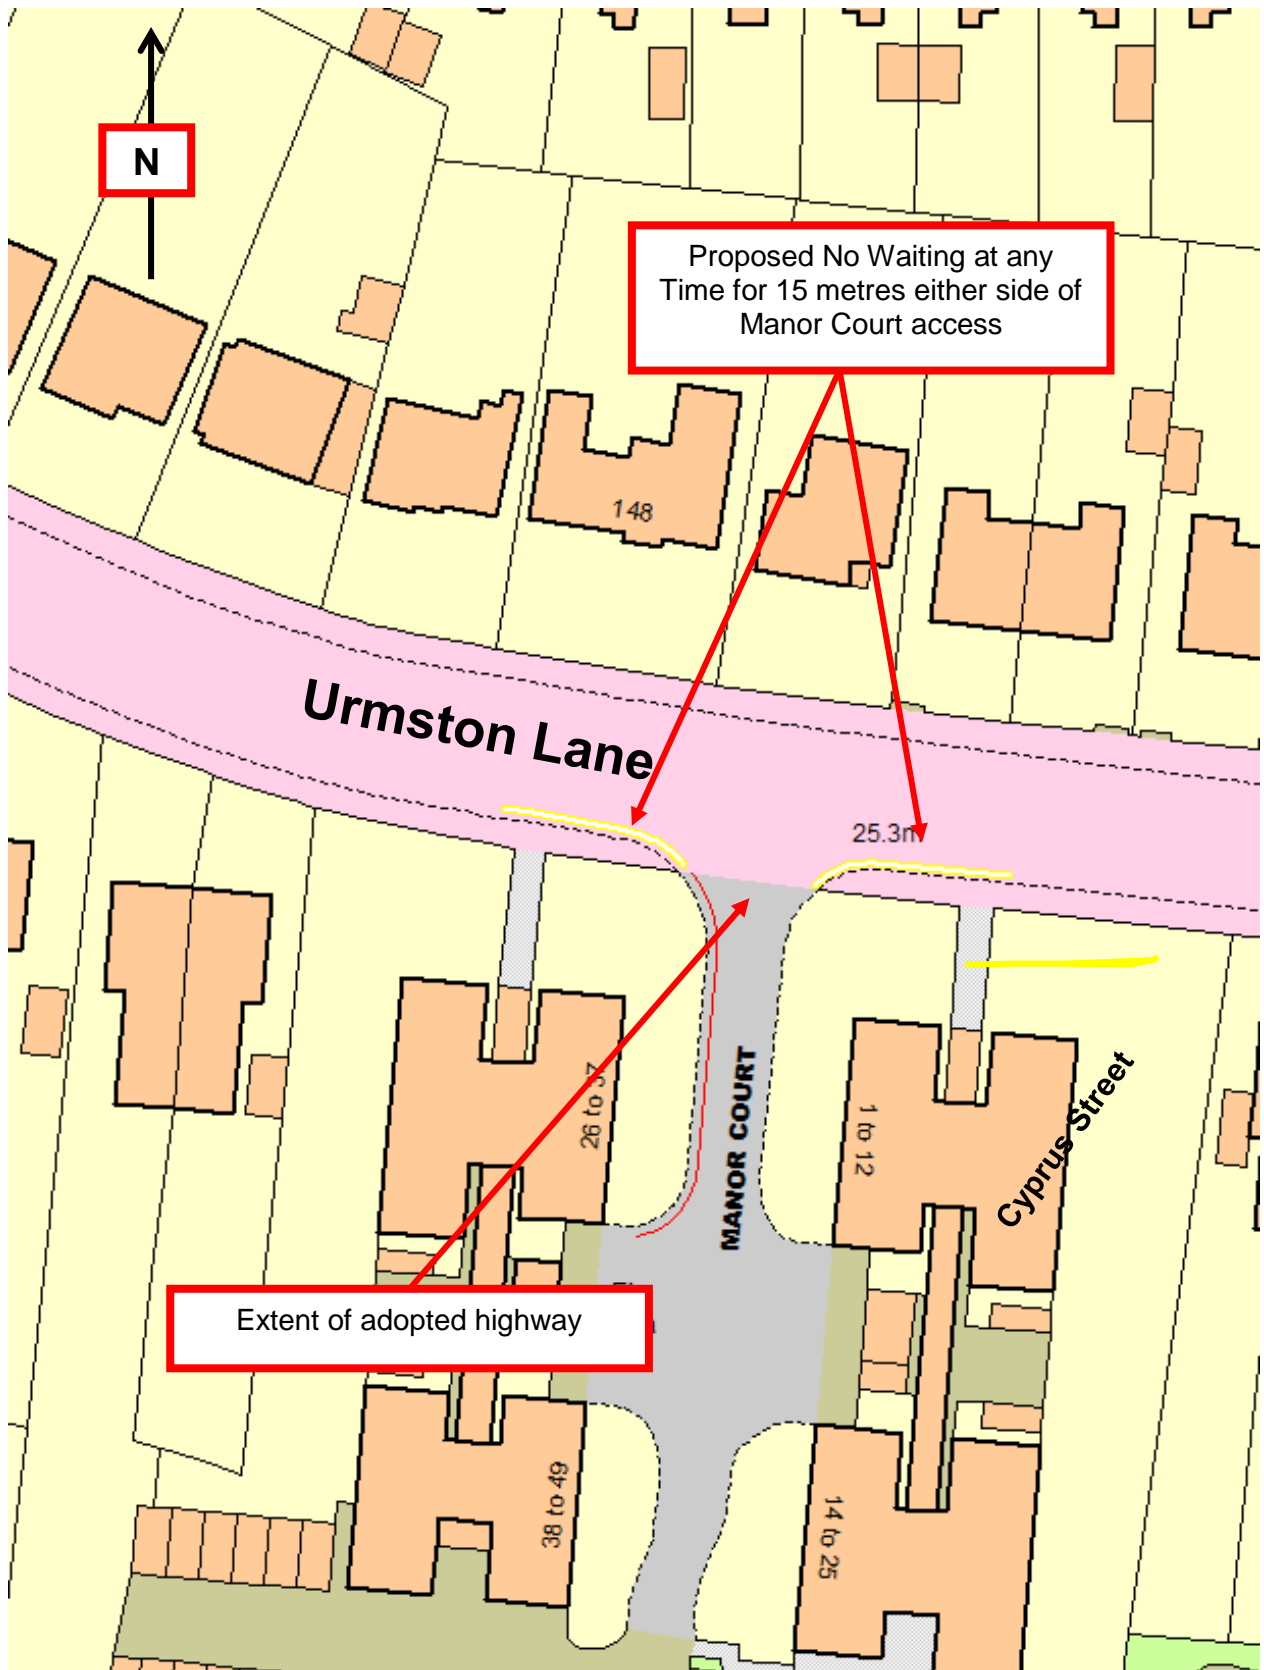 N
Proposed No Waiting at any
Time for 15 metres either side of
Manor Court access
148
Urmston Lane
25.3m
26 to 37
MANOR COURT
1 to 12
Cyprus Street
Extent of adopted highway
38 to 49
14 to 25